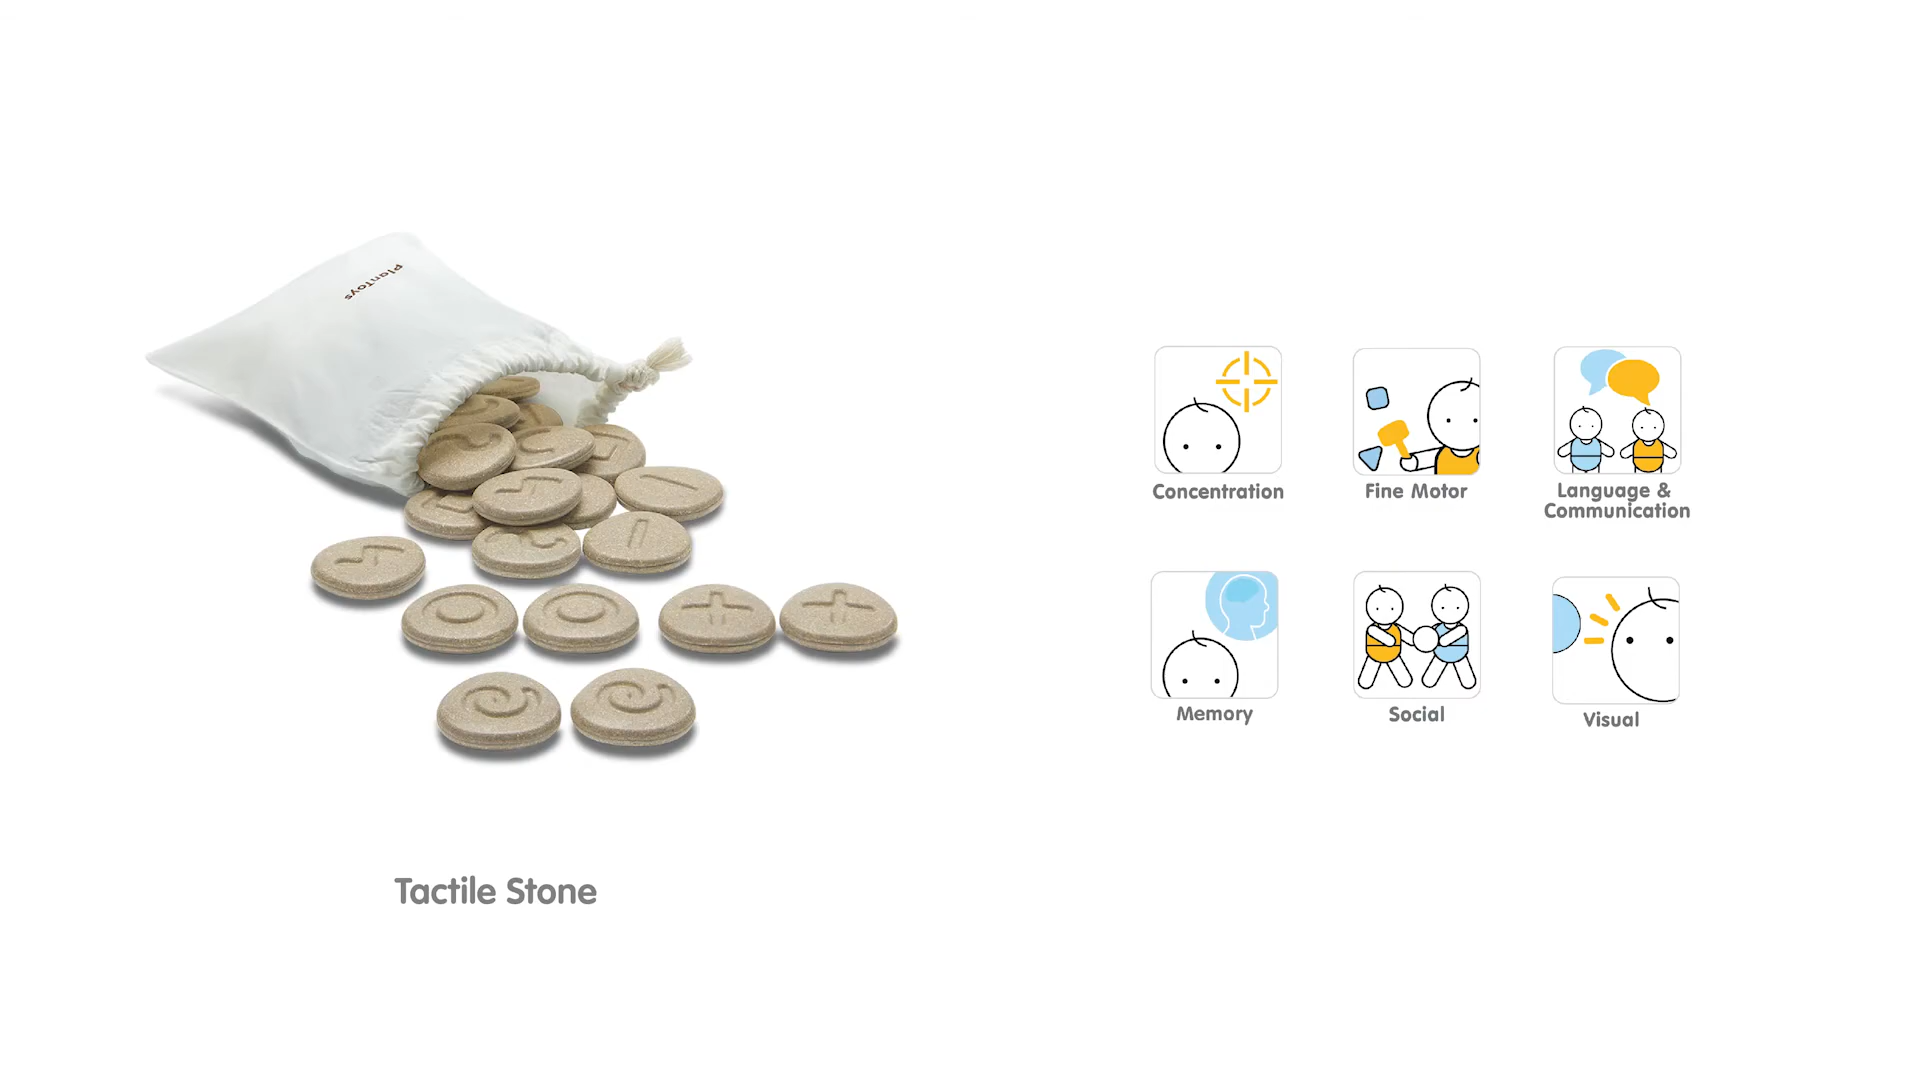 PlanToys
Concentration
Fine Motor
Language &
Communication
Memory
Social
Visual
Tactile Stone